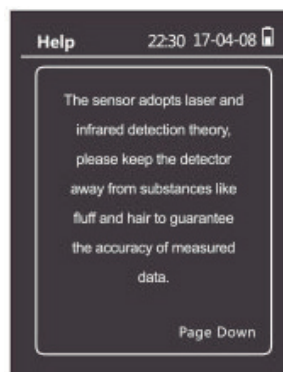 Help 22:30 17-04-08
The sensor adopts laser and
infrared detection theory,
please keep the detector
away from substances like
fluff and hair to guarantee
the accuracy of measured
data.
Page Down